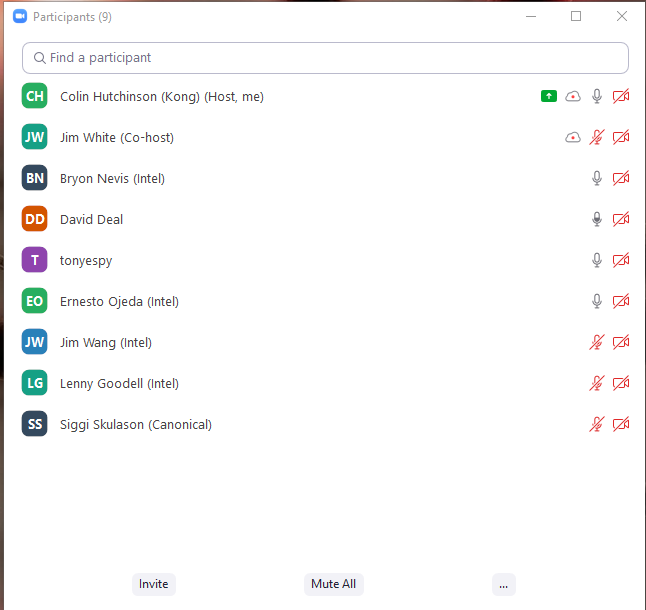 Participants (9)
Find a participant
CH Colin Hutchinson (Kong) (Host, me)
JW Jim White (Co-host)
BN Bryon Nevis (Intel)
DD David Deal
T tonyespy
EO Ernesto Ojeda (Intel)
JW Jim Wang (Intel)
LG Lenny Goodell (Intel)
SS Siggi Skulason (Canonical)
Invite Mute All ...